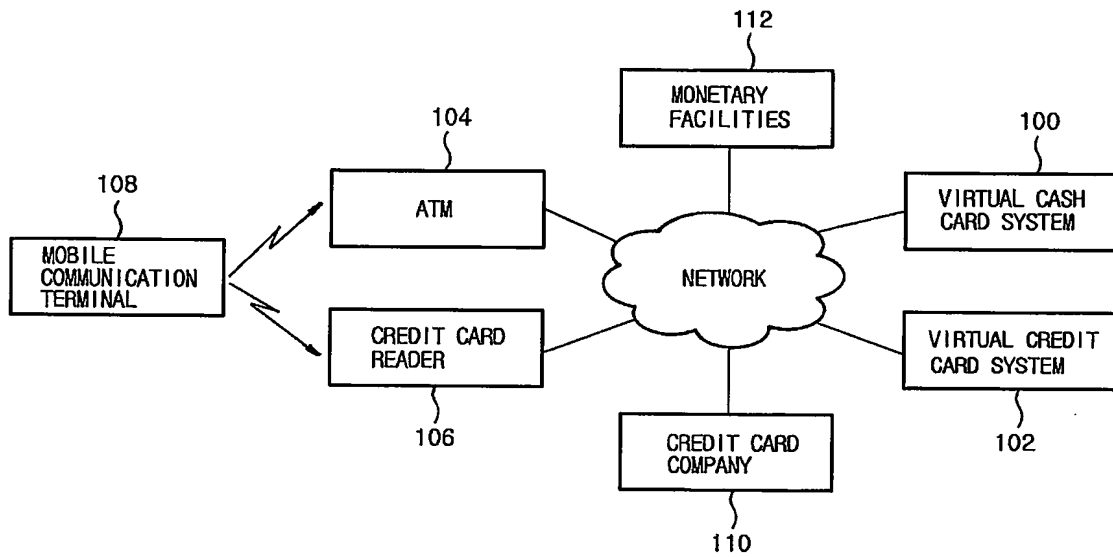 112
MONETARY
FACILITIES
104
ATM
100
VIRTUAL CASH
CARD SYSTEM
108
MOBILE
COMMUNICATION
TERMINAL
NETWORK
CREDIT CARD
READER
106
VIRTUAL CREDIT
CARD SYSTEM
102
CREDIT CARD
COMPANY
110